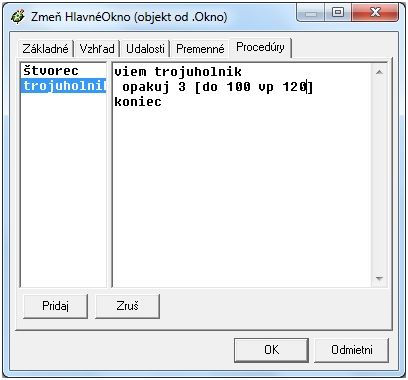 Zmeň HlavnéOkno (objekt od .Okno)
Základné Vzhľad Udalosti Premenné Procedúry
štvorec
trojuholnik
viem trojuholnik
opakuj 3 [do 100 vp 120]
koniec
Pridaj Zruš
OK Odmietni